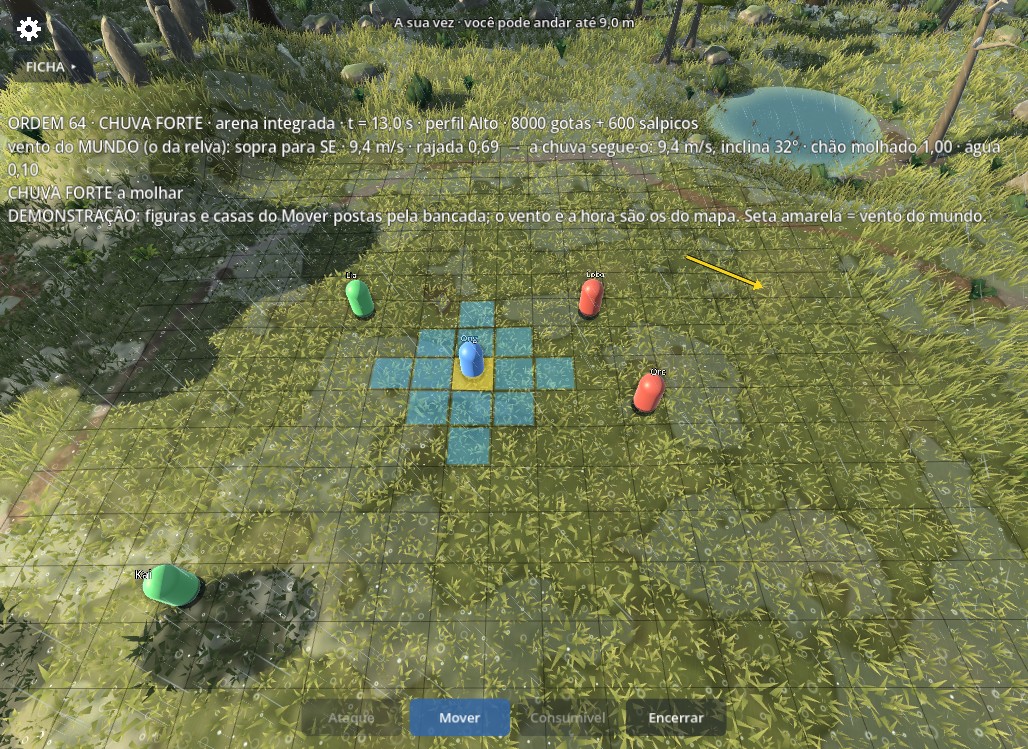 A sua vez · você pode andar até 9,0 m
FICHA ▸
ORDEM 64 · CHUVA FORTE · arena integrada · t = 13,0 s · perfil Alto · 8000 gotas + 600 salpicos
vento do MUNDO (o da relva): sopra para SE · 9,4 m/s · rajada 0,69 → a chuva segue-o: 9,4 m/s, inclina 32° · chão molhado 1,00 · água
0,10
CHUVA FORTE a molhar
DEMONSTRAÇÃO: figuras e casas do Mover postas pela bancada; o vento e a hora são os do mapa. Seta amarela = vento do mundo.
Orc
Kai
Ataque
Mover
Consumível
Encerrar